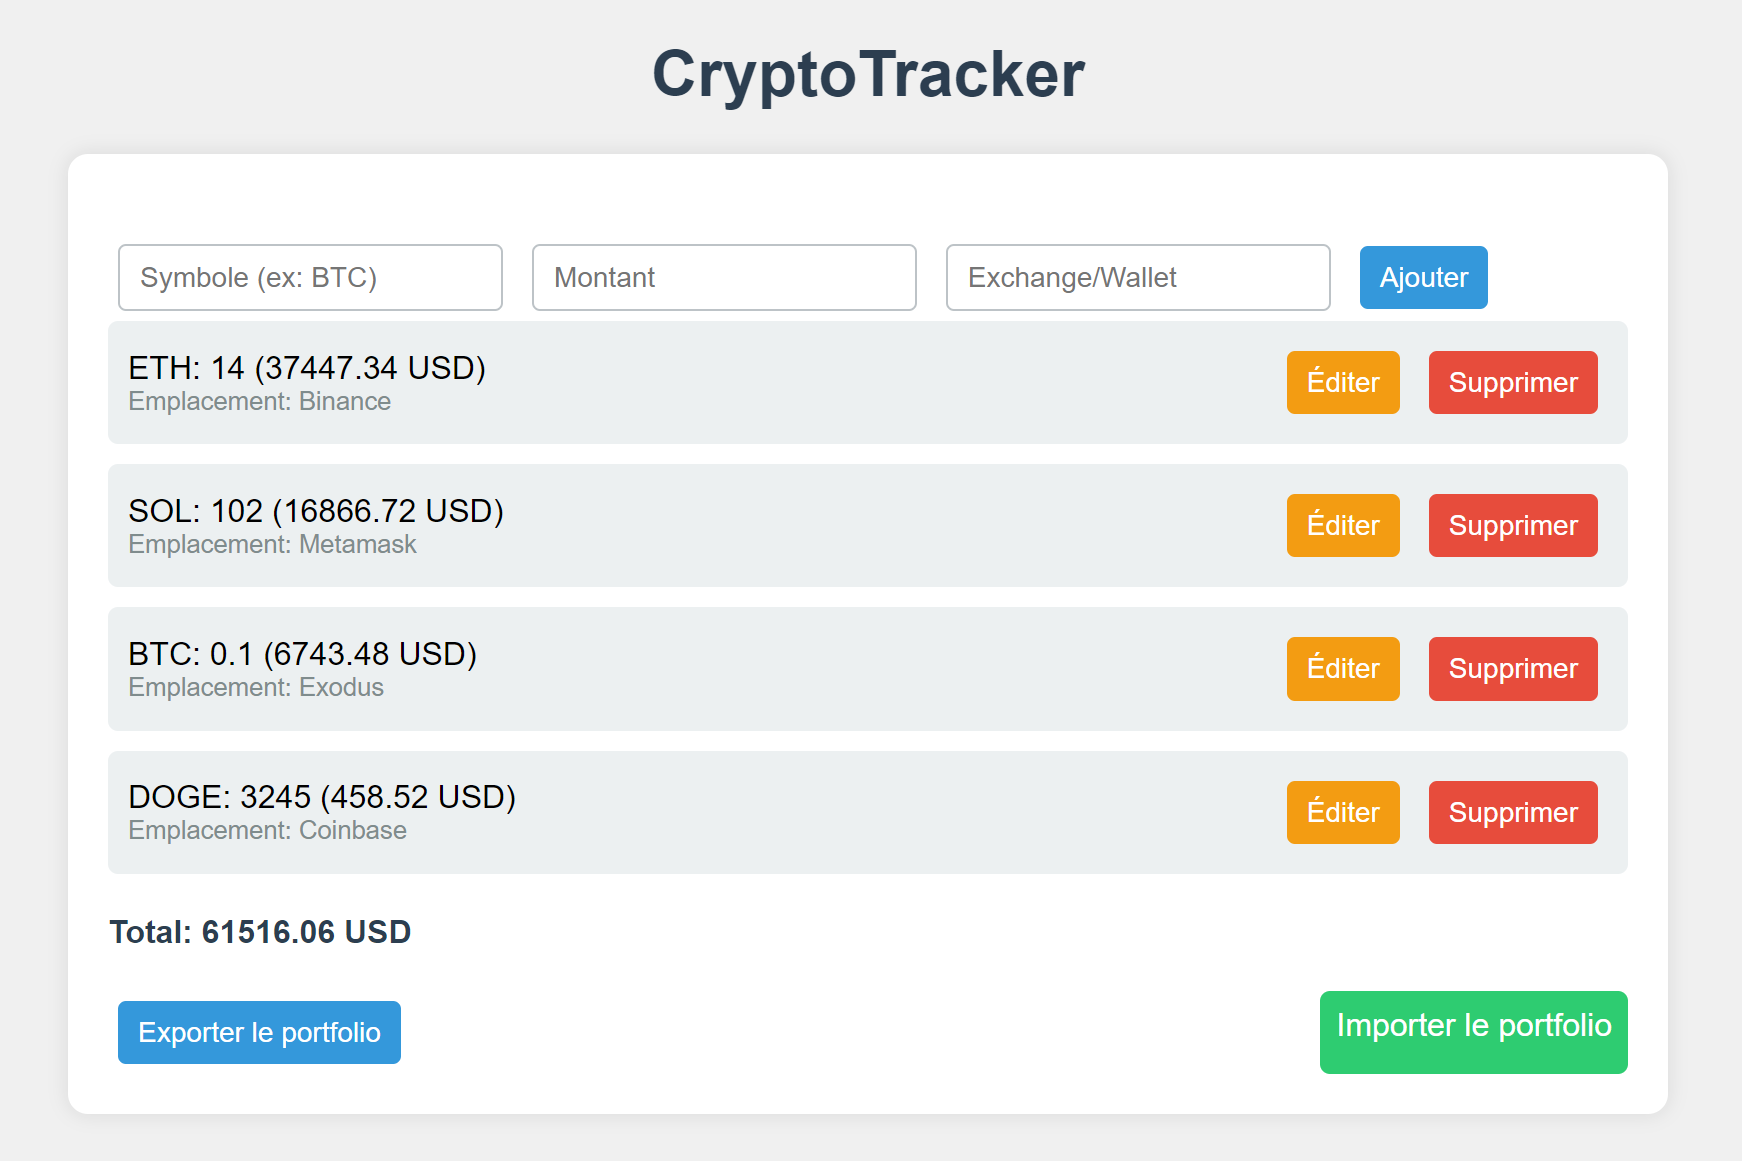 CryptoTracker
Symbole (ex: BTC) Montant Exchange/Wallet Ajouter
ETH: 14 (37447.34 USD)
Emplacement: Binance
Éditer Supprimer
SOL: 102 (16866.72 USD)
Emplacement: Metamask
Éditer Supprimer
BTC: 0.1 (6743.48 USD)
Emplacement: Exodus
Éditer Supprimer
DOGE: 3245 (458.52 USD)
Emplacement: Coinbase
Éditer Supprimer
Total: 61516.06 USD
Exporter le portfolio Importer le portfolio